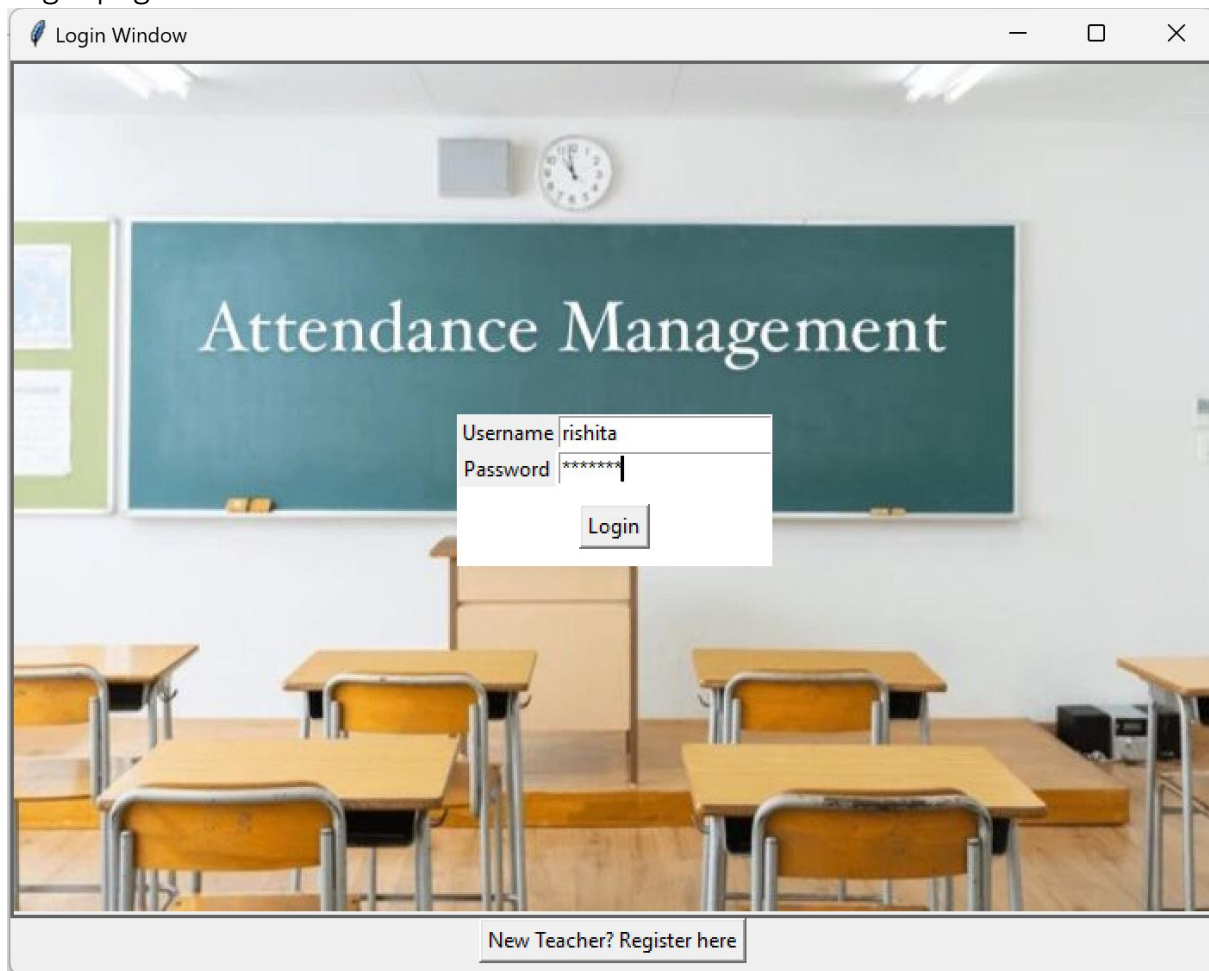 Login Window
Attendance Management
Username rishita
Password *******
Login
New Teacher? Register here